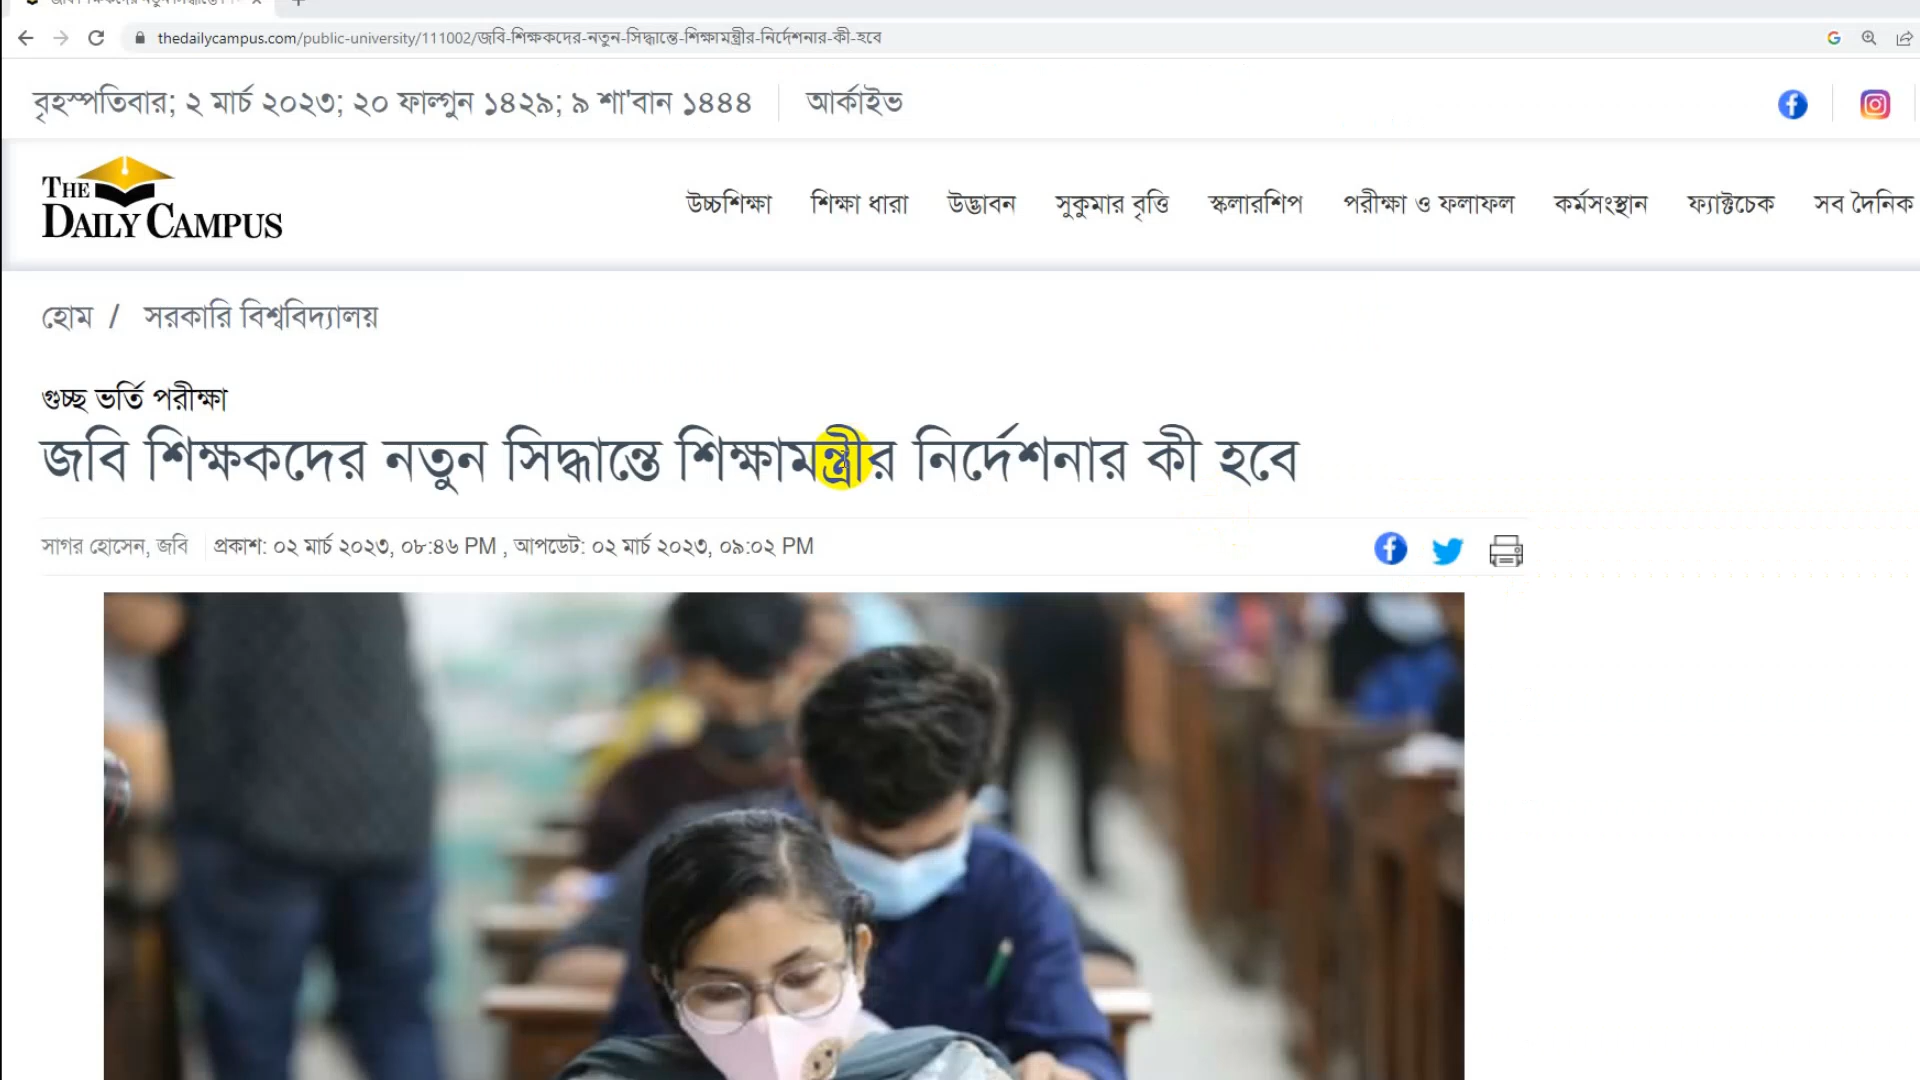 thedailycampus.com/public-university/111002/জবি-শিক্ষকদের-নতুন-সিদ্ধান্তে-শিক্ষামন্ত্রীর-নির্দেশনার-কী-হবে
বৃহস্পতিবার; ২ মার্চ ২০২৩; ২০ ফাল্গুন ১৪২৯; ৯ শা'বান ১৪৪৪ আর্কাইভ
THE DAILY CAMPUS
উচ্চশিক্ষা শিক্ষা ধারা উদ্ভাবন সুকুমার বৃত্তি স্কলারশিপ পরীক্ষা ও ফলাফল কর্মসংস্থান ফ্যাক্টচেক সব দৈনিক
হোম / সরকারি বিশ্ববিদ্যালয়
গুচ্ছ ভর্তি পরীক্ষা
জবি শিক্ষকদের নতুন সিদ্ধান্তে শিক্ষামন্ত্রীর নির্দেশনার কী হবে
সাগর হোসেন, জবি প্রকাশ: ০২ মার্চ ২০২৩, ০৮:৪৬ PM , আপডেট: ০২ মার্চ ২০২৩, ০৯:০২ PM